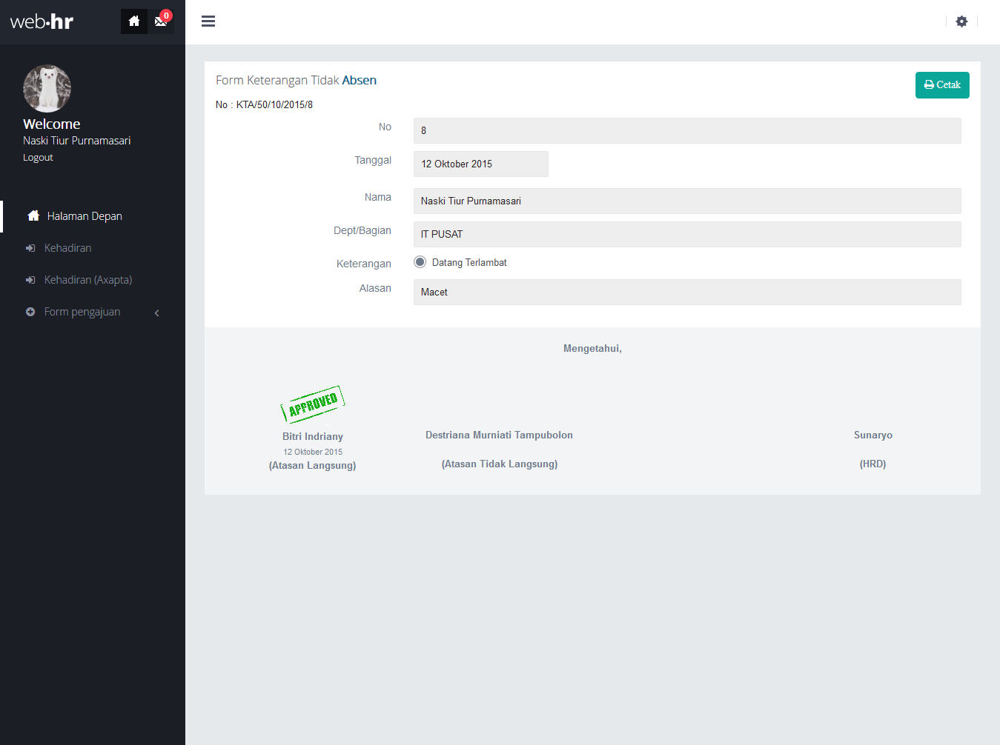 web·hr
0
Welcome
Naski Tiur Purnamasari
Logout
Halaman Depan
Kehadiran
Kehadiran (Axapta)
Form pengajuan
Form Keterangan Tidak Absen
Cetak
No : KTA/50/10/2015/8
No
8
Tanggal
12 Oktober 2015
Nama
Naski Tiur Purnamasari
Dept/Bagian
IT PUSAT
Keterangan
Datang Terlambat
Alasan
Macet
Mengetahui,
APPROVED
Bitri Indriany
12 Oktober 2015
(Atasan Langsung)
Destriana Murniati Tampubolon
(Atasan Tidak Langsung)
Sunaryo
(HRD)